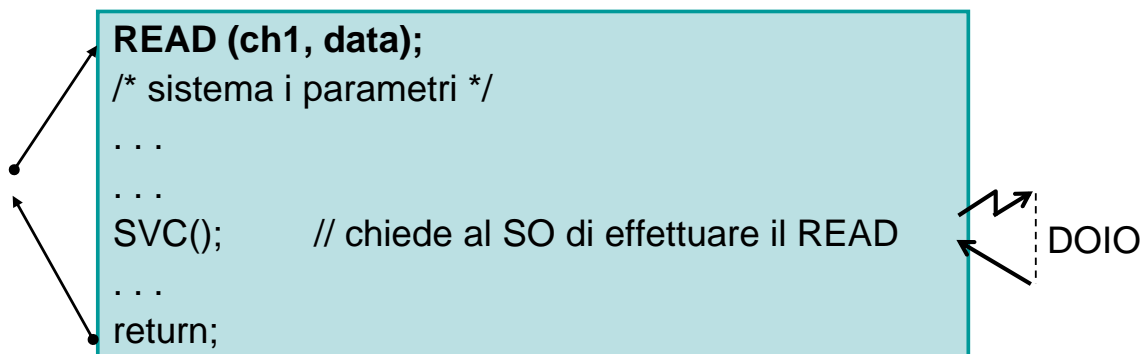 READ (ch1, data);
/* sistema i parametri */
. . .
. . .
SVC(); // chiede al SO di effettuare il READ
DOIO
. . .
return;